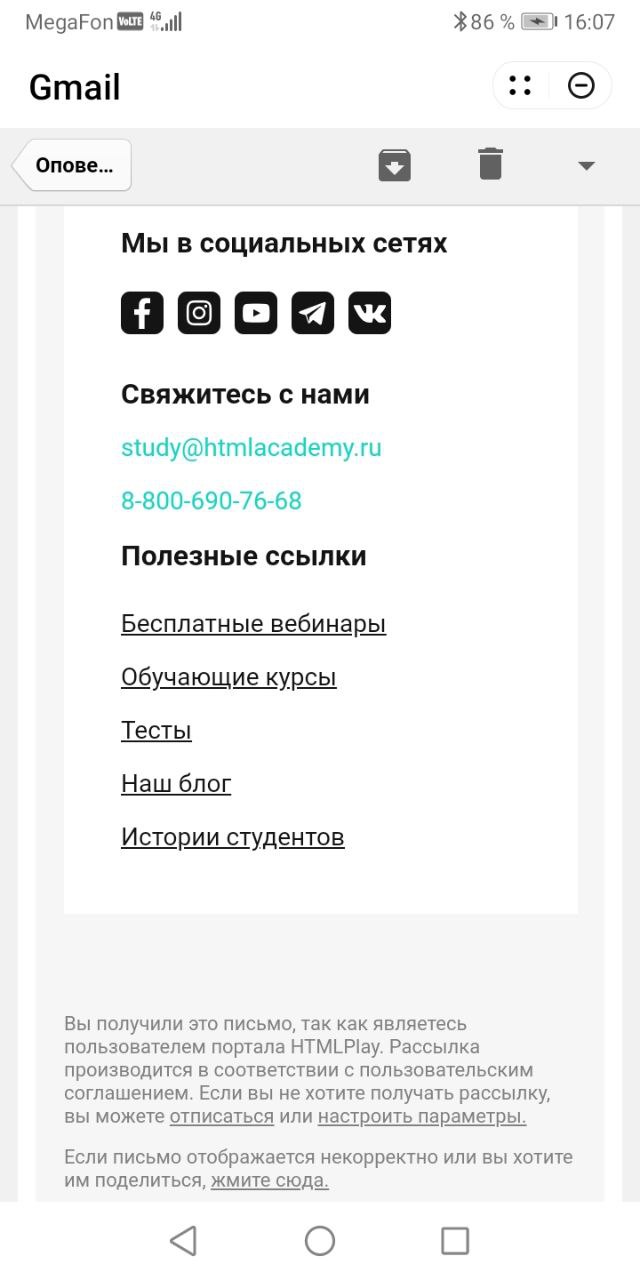 MegaFon VoLTE 4G 86 % 16:07
Gmail
Опове...
Мы в социальных сетях
Свяжитесь с нами
study@htmlacademy.ru
8-800-690-76-68
Полезные ссылки
Бесплатные вебинары
Обучающие курсы
Тесты
Наш блог
Истории студентов
Вы получили это письмо, так как являетесь
пользователем портала HTMLPlay. Рассылка
производится в соответствии с пользовательским
соглашением. Если вы не хотите получать рассылку,
вы можете отписаться или настроить параметры.
Если письмо отображается некорректно или вы хотите
им поделиться, жмите сюда.